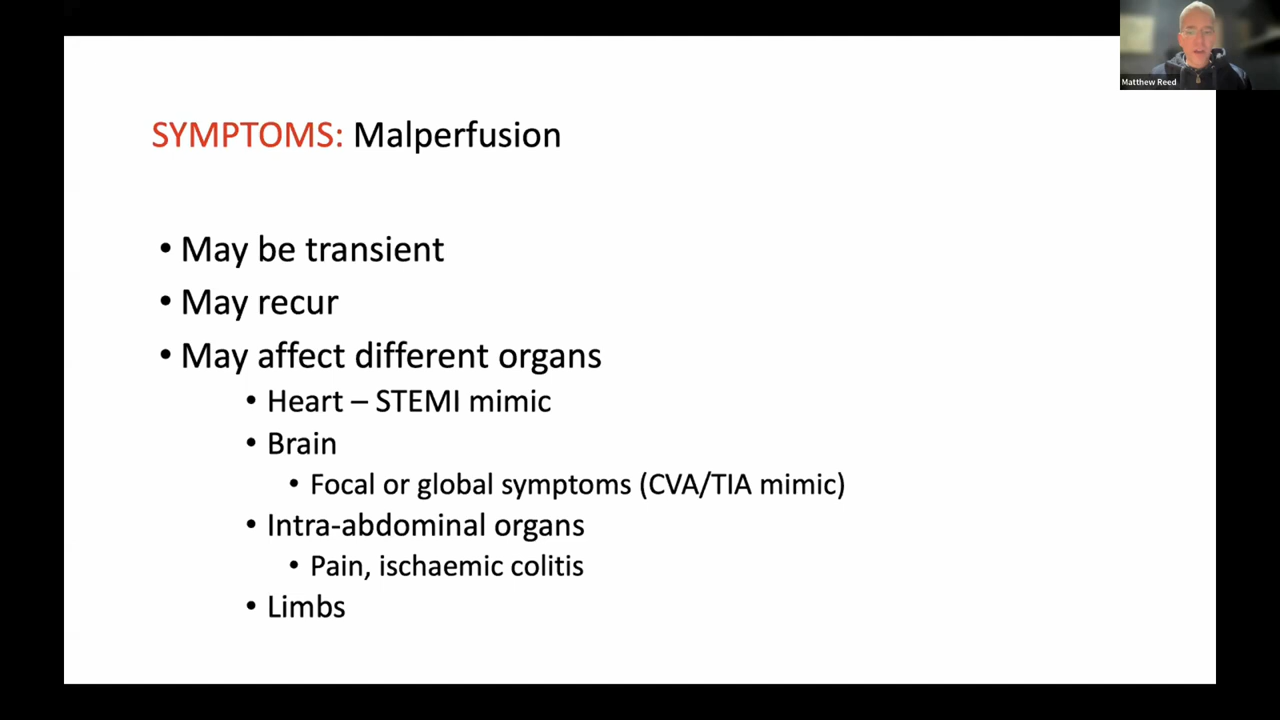 Matthew Reed
SYMPTOMS: Malperfusion
• May be transient
• May recur
• May affect different organs
• Heart – STEMI mimic
• Brain
• Focal or global symptoms (CVA/TIA mimic)
• Intra-abdominal organs
• Pain, ischaemic colitis
• Limbs